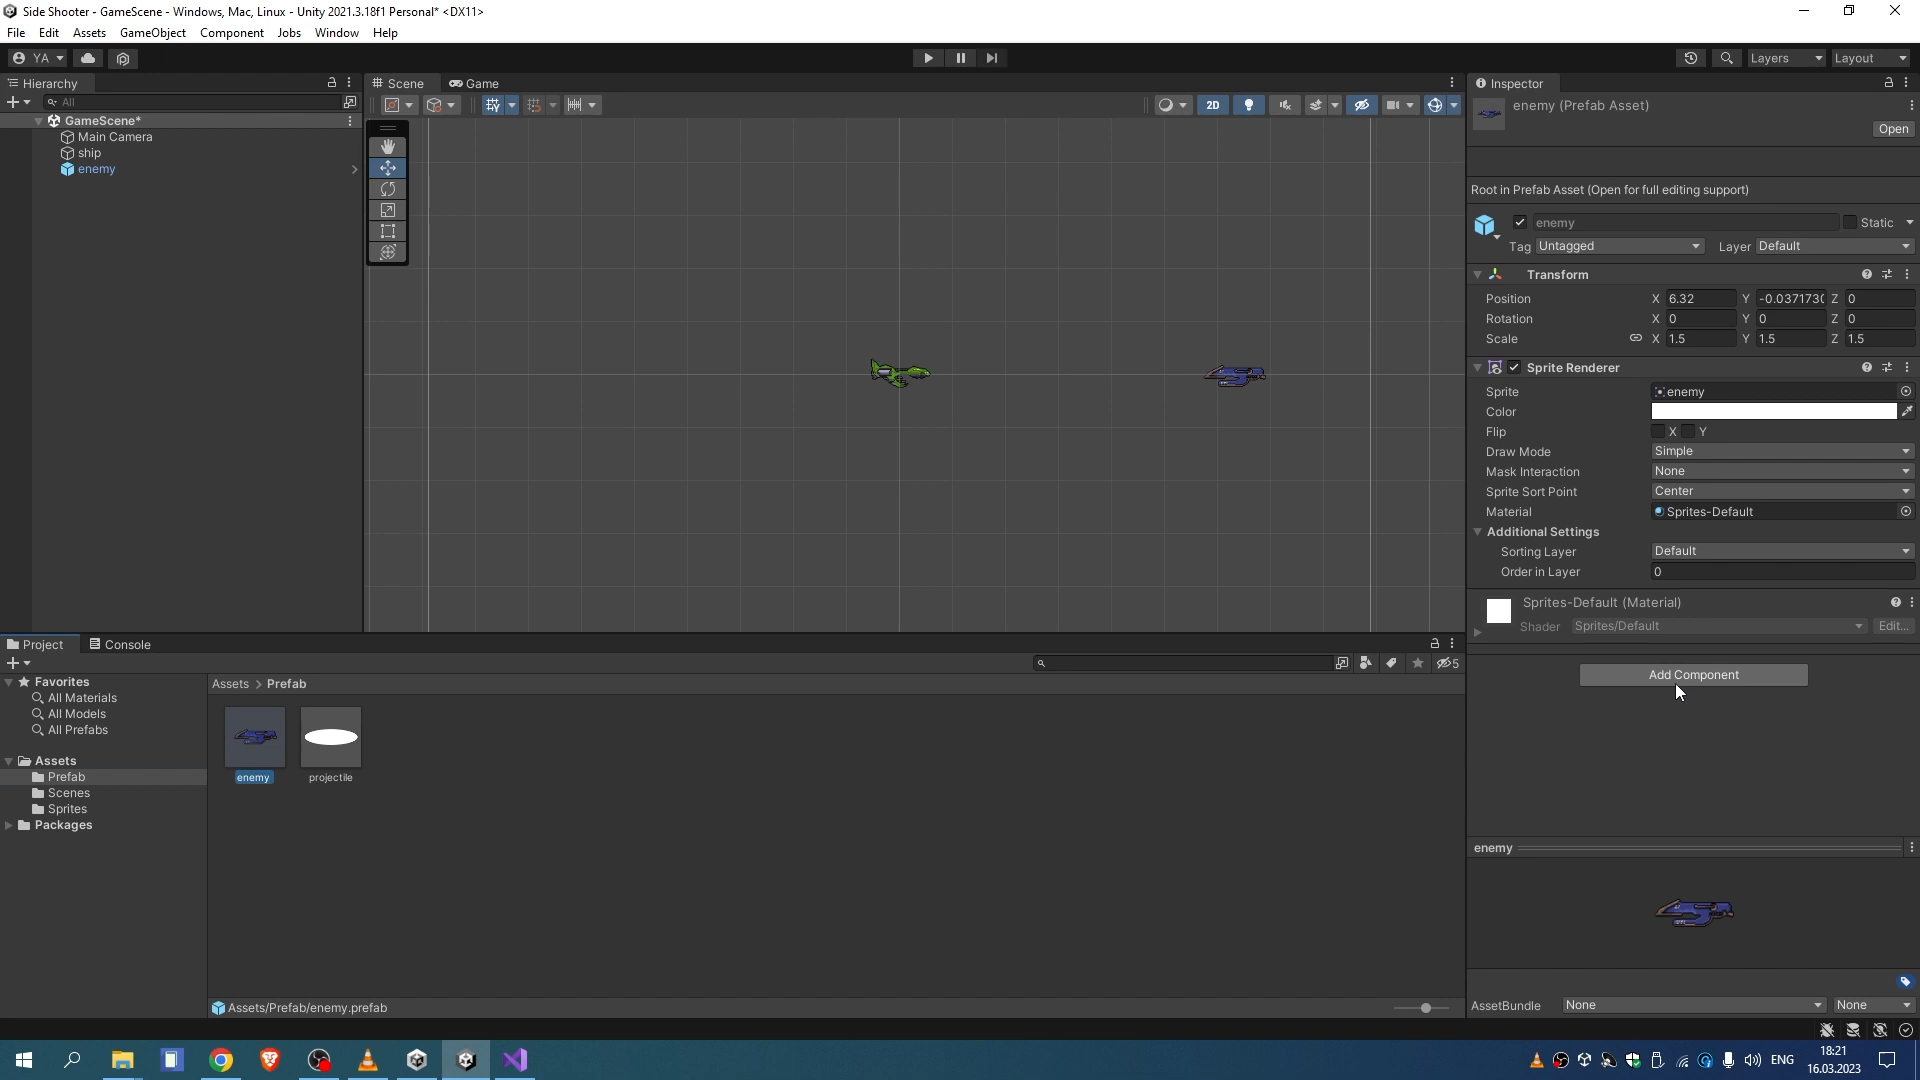 Side Shooter - GameScene - Windows, Mac, Linux - Unity 2021.3.18f1 Personal* <DX11>
File Edit Assets GameObject Component Jobs Window Help
YA
Layers
Layout
Hierarchy
All
GameScene*
Main Camera
ship
enemy
Scene
Game
2D
Inspector
enemy (Prefab Asset)
Open
Root in Prefab Asset (Open for full editing support)
enemy
Static
Tag Untagged Layer Default
Transform
Position X 6.32 Y -0.0371730 Z 0
Rotation X 0 Y 0 Z 0
Scale X 1.5 Y 1.5 Z 1.5
Sprite Renderer
Sprite enemy
Color
Flip X Y
Draw Mode Simple
Mask Interaction None
Sprite Sort Point Center
Material Sprites-Default
Additional Settings
Sorting Layer Default
Order in Layer 0
Sprites-Default (Material)
Shader Sprites/Default Edit...
Add Component
enemy
AssetBundle None None
Project
Console
5
Favorites
All Materials
All Models
All Prefabs
Assets
Prefab
Scenes
Sprites
Packages
Assets > Prefab
enemy
projectile
Assets/Prefab/enemy.prefab
ENG
18:21
16.03.2023